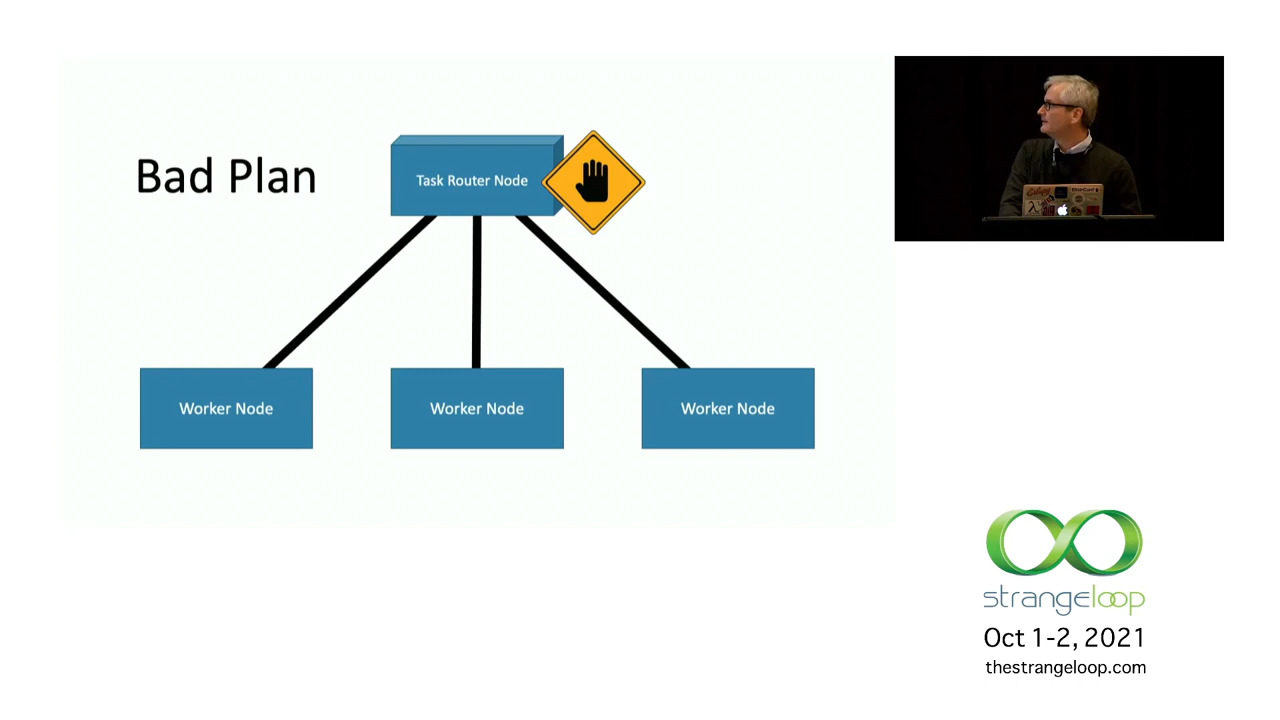 Bad Plan
Task Router Node
Worker Node
Worker Node
Worker Node
strangeloop
Oct 1-2, 2021
thestrangeloop.com